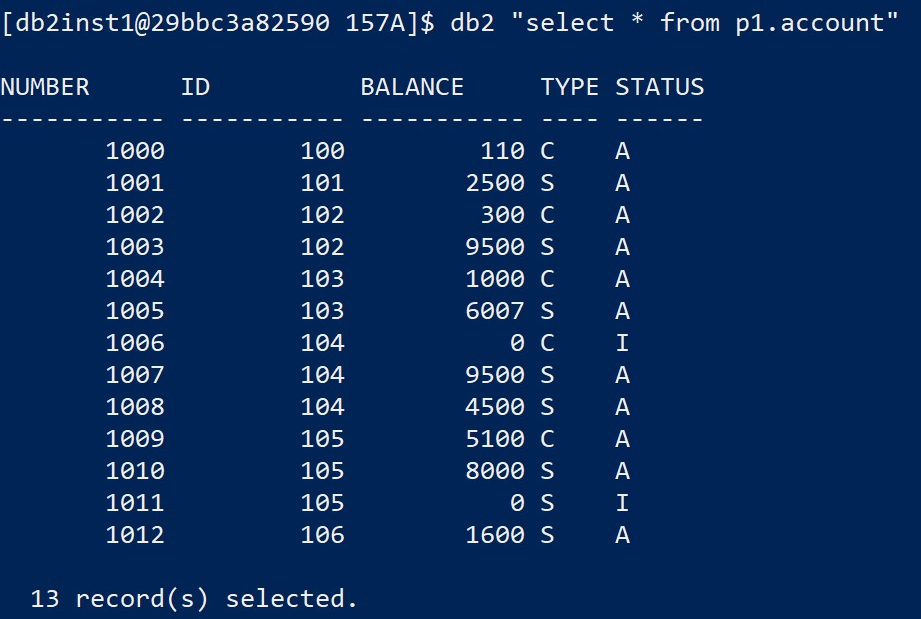 [db2inst1@29bbc3a82590 157A]$ db2 "select * from p1.account"
NUMBER      ID          BALANCE     TYPE STATUS
----------- ----------- ----------- ---- ------
       1000         100         110 C    A
       1001         101        2500 S    A
       1002         102         300 C    A
       1003         102        9500 S    A
       1004         103        1000 C    A
       1005         103        6007 S    A
       1006         104           0 C    I
       1007         104        9500 S    A
       1008         104        4500 S    A
       1009         105        5100 C    A
       1010         105        8000 S    A
       1011         105           0 S    I
       1012         106        1600 S    A
  13 record(s) selected.